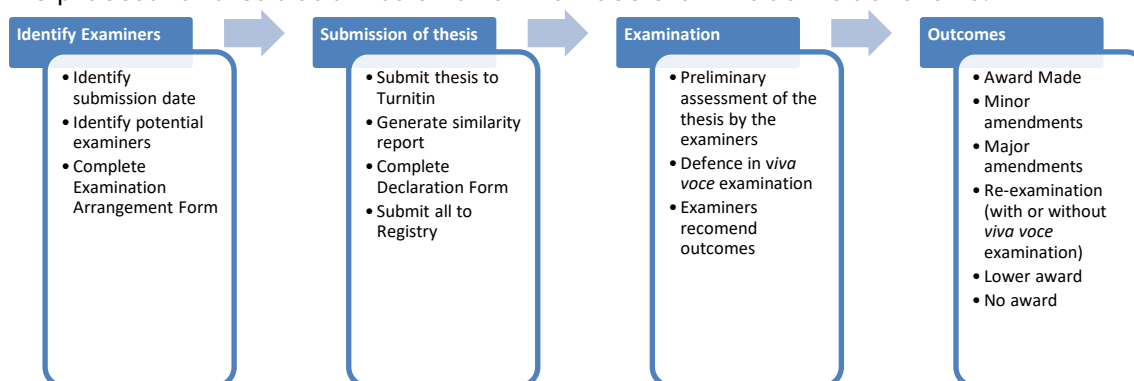 Identify Examiners
• Identify
submission date
• Identify potential
examiners
• Complete
Examination
Arrangement Form
Submission of thesis
• Submit thesis to
Turnitin
• Generate similarity
report
• Complete
Declaration Form
• Submit all to
Registry
Examination
• Preliminary
assessment of the
thesis by the
examiners
• Defence in viva
voce examination
• Examiners
recomend
outcomes
Outcomes
• Award Made
• Minor
amendments
• Major
amendments
• Re-examination
(with or without
viva voce
examination)
• Lower award
• No award